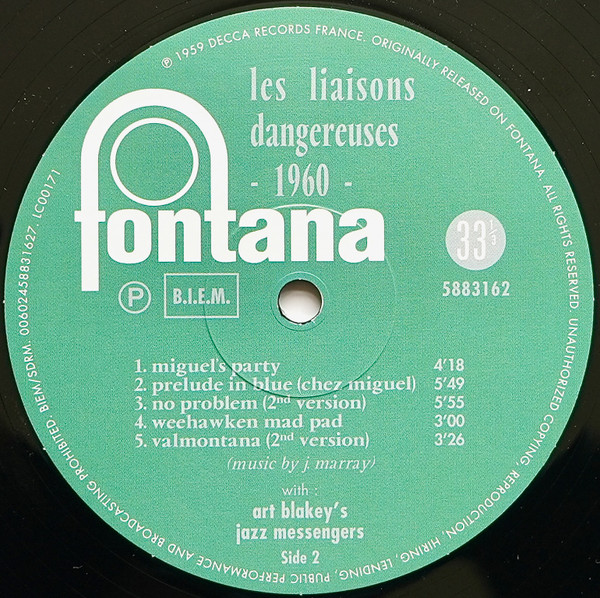 ℗ 1959 DECCA RECORDS FRANCE. ORIGINALLY RELEASED ON FONTANA. ALL RIGHTS RESERVED. UNAUTHORIZED COPYING, REPRODUCTION, HIRING, LENDING, PUBLIC PERFORMANCE AND BROADCASTING PROHIBITED. BIEM/SDRM. 00602458831627. LC00171
les liaisons
dangereuses
- 1960 -
fontana
33 1/3
℗ B.I.E.M.
5883162
1. miguel's party 4'18
2. prelude in blue (chez miguel) 5'49
3. no problem (2nd version) 5'55
4. weehawken mad pad 3'00
5. valmontana (2nd version) 3'26
(music by j. marray)
with :
art blakey's
jazz messengers
Side 2